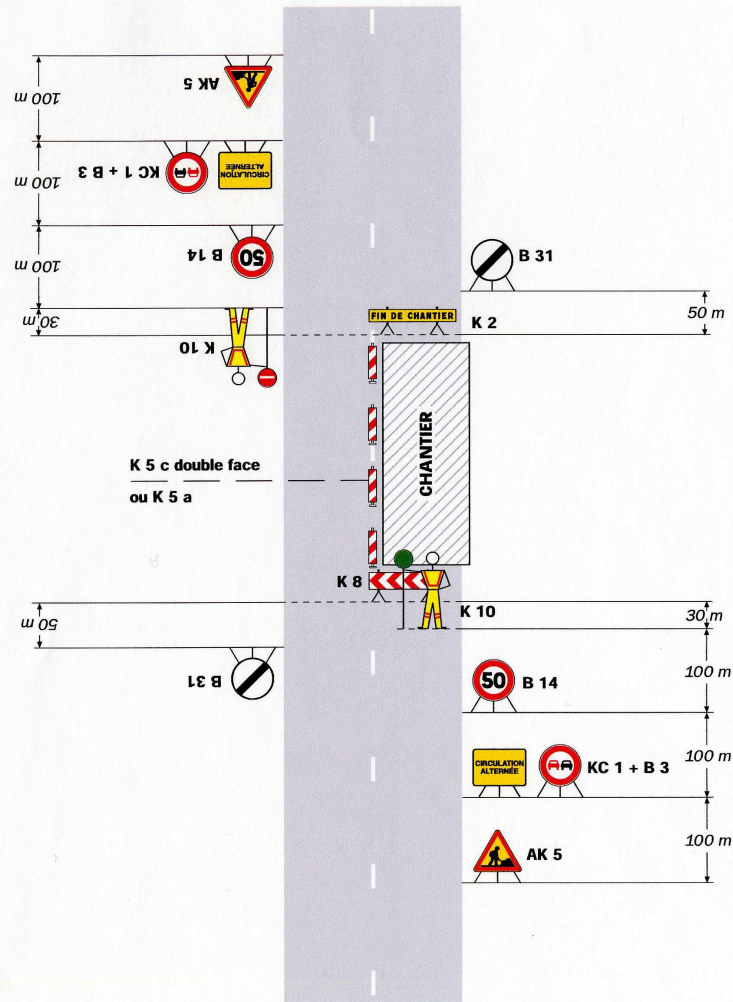 AK 5
100 m
CIRCULATION
ALTERNÉE
KC 1 + B 3
100 m
50
B 14
100 m
B 31
50 m
FIN DE CHANTIER
K 2
30 m
K 10
CHANTIER
K 5 c double face
ou K 5 a
K 8
K 10
30 m
50 m
B 31
50
B 14
100 m
CIRCULATION
ALTERNÉE
KC 1 + B 3
100 m
AK 5
100 m